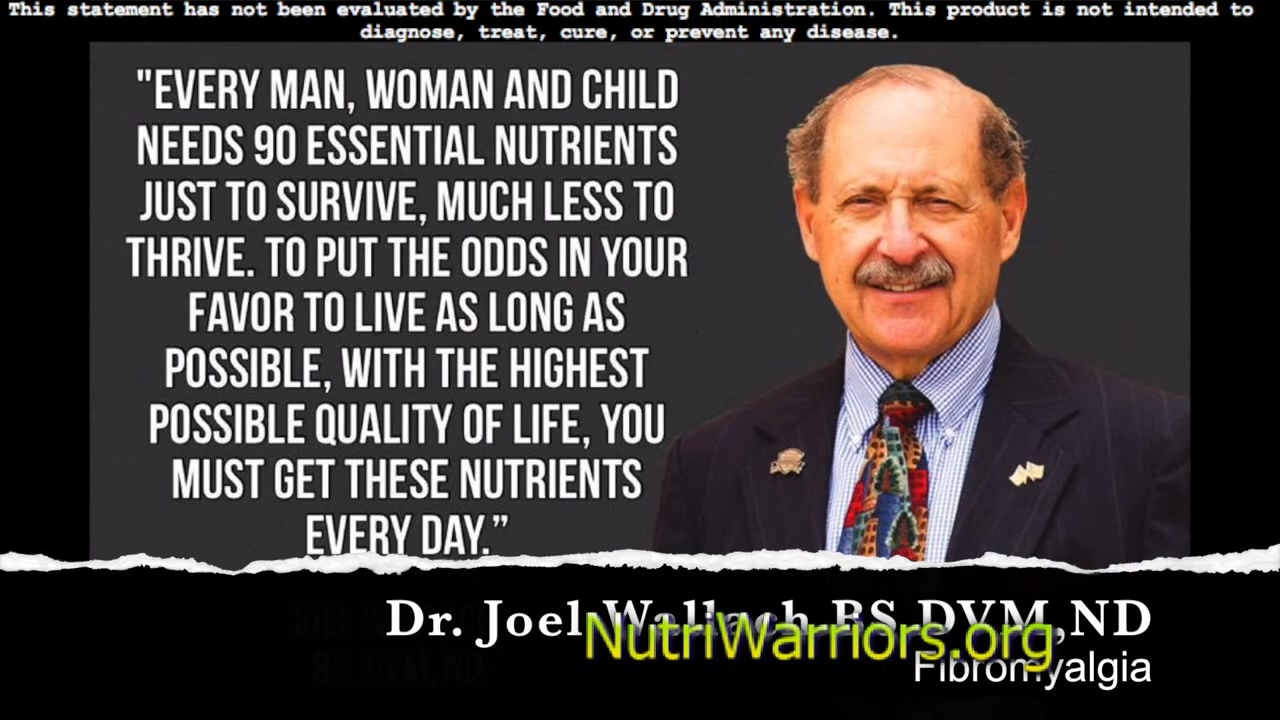 This statement has not been evaluated by the Food and Drug Administration. This product is not intended to
diagnose, treat, cure, or prevent any disease.
"EVERY MAN, WOMAN AND CHILD
NEEDS 90 ESSENTIAL NUTRIENTS
JUST TO SURVIVE, MUCH LESS TO
THRIVE. TO PUT THE ODDS IN YOUR
FAVOR TO LIVE AS LONG AS
POSSIBLE, WITH THE HIGHEST
POSSIBLE QUALITY OF LIFE, YOU
MUST GET THESE NUTRIENTS
EVERY DAY.”
Dr. Joel Wallach BS,DVM,ND
NutriWarriors.org
Fibromyalgia